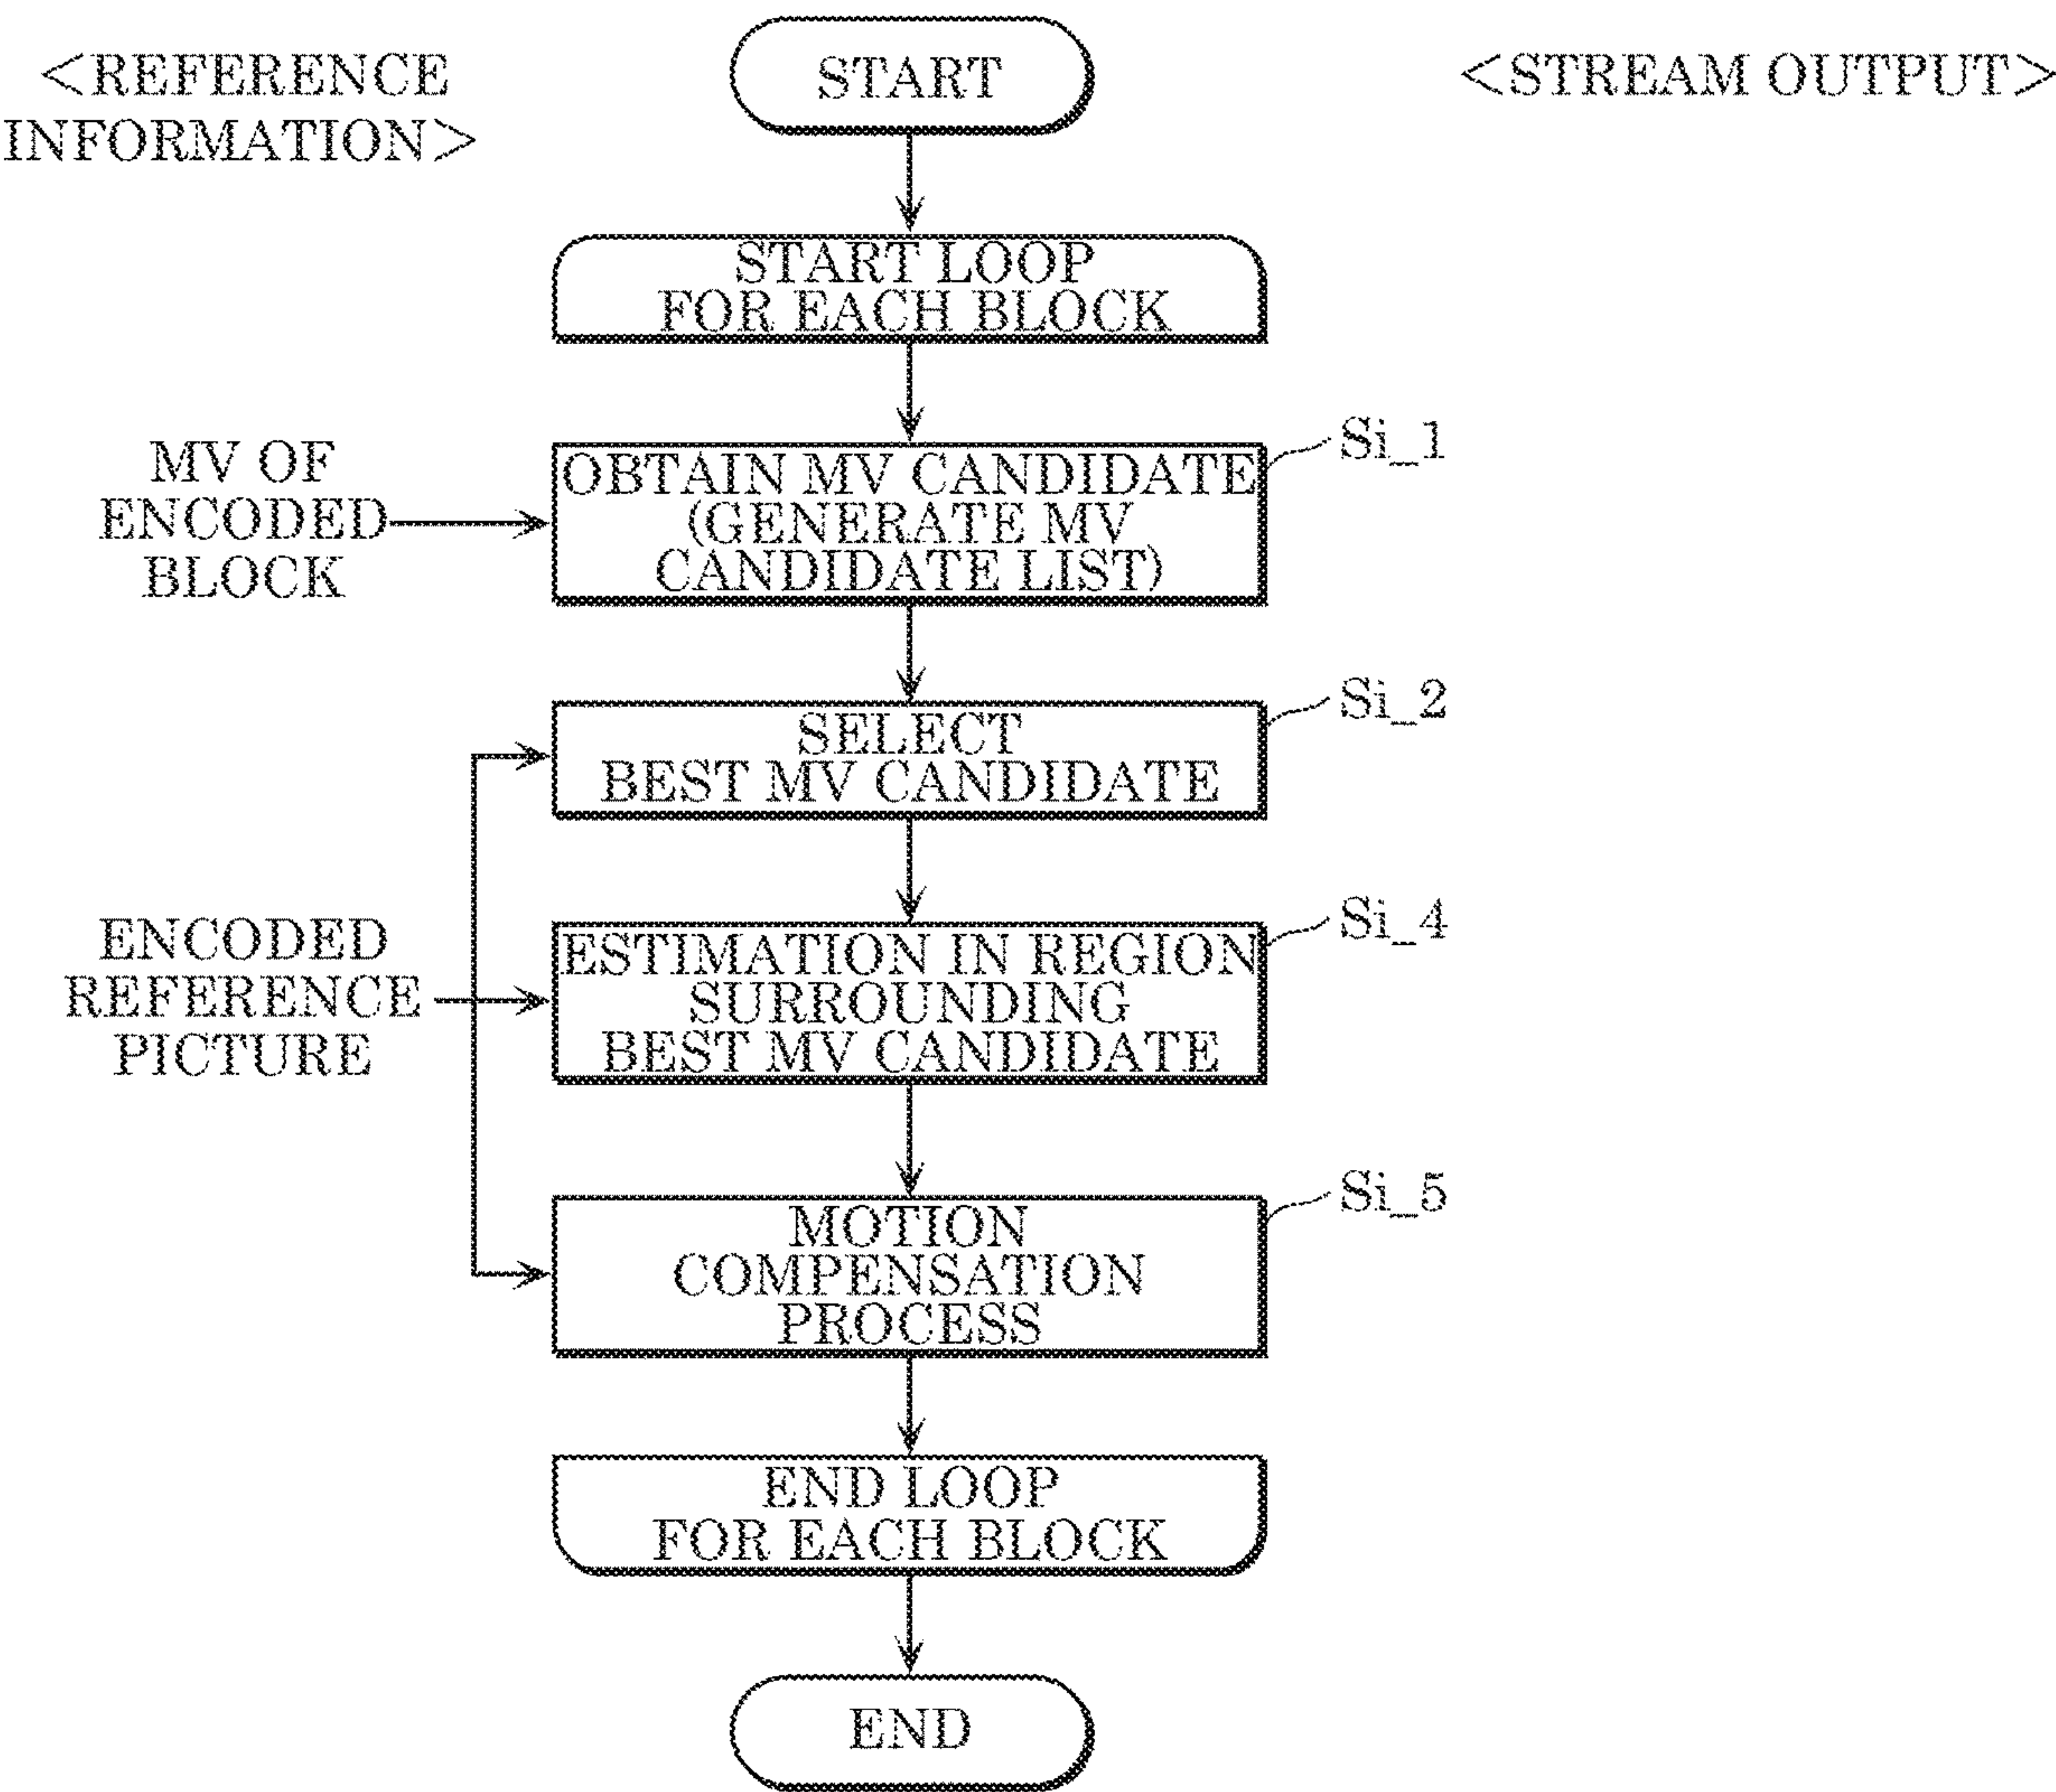 <REFERENCE
INFORMATION>
START
<STREAM OUTPUT>
START LOOP
FOR EACH BLOCK
MV OF
ENCODED
BLOCK
OBTAIN MV CANDIDATE
(GENERATE MV
CANDIDATE LIST)
Si_1
SELECT
BEST MV CANDIDATE
Si_2
ENCODED
REFERENCE
PICTURE
ESTIMATION IN REGION
SURROUNDING
BEST MV CANDIDATE
Si_4
MOTION
COMPENSATION
PROCESS
Si_5
END LOOP
FOR EACH BLOCK
END